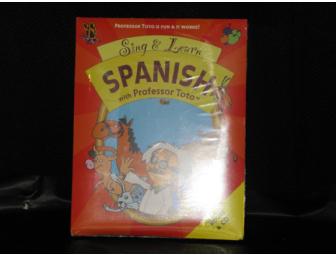 PROFESSOR TOTO IS FUN & IT WORKS!
Sing & Learn
SPANISH
with Professor Toto